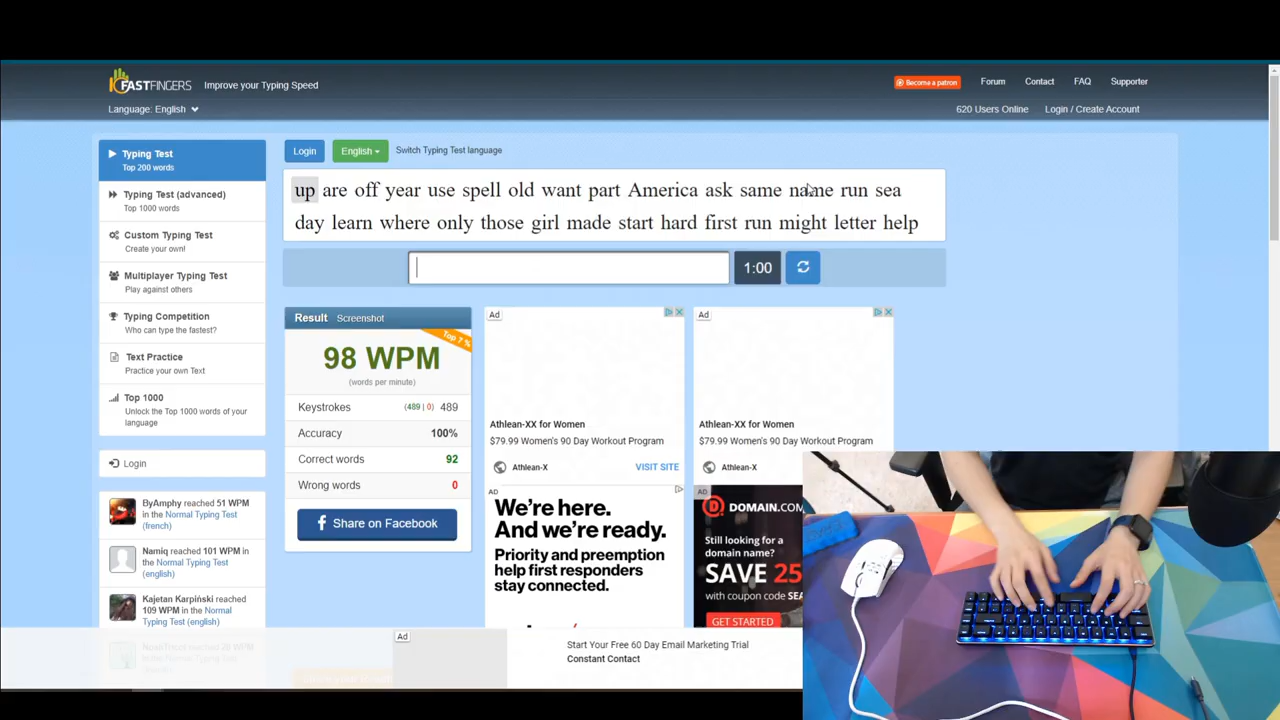 10FASTFINGERS
Improve your Typing Speed
Become a patron
Forum
Contact
FAQ
Supporter
Language: English
620 Users Online
Login / Create Account
Typing Test
Top 200 words
Typing Test (advanced)
Top 1000 words
Custom Typing Test
Create your own!
Multiplayer Typing Test
Play against others
Typing Competition
Who can type the fastest?
Text Practice
Practice your own Text
Top 1000
Unlock the Top 1000 words of your
language
Login
ByAmphy reached 51 WPM
in the Normal Typing Test
(french)
Namiq reached 101 WPM in
the Normal Typing Test
(english)
Kajetan Karpiński reached
109 WPM in the Normal
Typing Test (english)
Login
English
Switch Typing Test language
up are off year use spell old want part America ask same name run sea
day learn where only those girl made start hard first run might letter help
1:00
Result
Screenshot
Top 7 %
98 WPM
(words per minute)
Keystrokes (489 | 0) 489
Accuracy 100%
Correct words 92
Wrong words 0
Share on Facebook
Ad
Athlean-XX for Women
$79.99 Women's 90 Day Workout Program
Athlean-X
VISIT SITE
Ad
Athlean-XX for Women
$79.99 Women's 90 Day Workout Program
Athlean-X
AD
We're here.
And we're ready.
Priority and preemption
help first responders
stay connected.
AD
DOMAIN.CO
Still looking for a
domain name?
SAVE 25
with coupon code SEA
GET STARTED
Ad
Start Your Free 60 Day Email Marketing Trial
Constant Contact